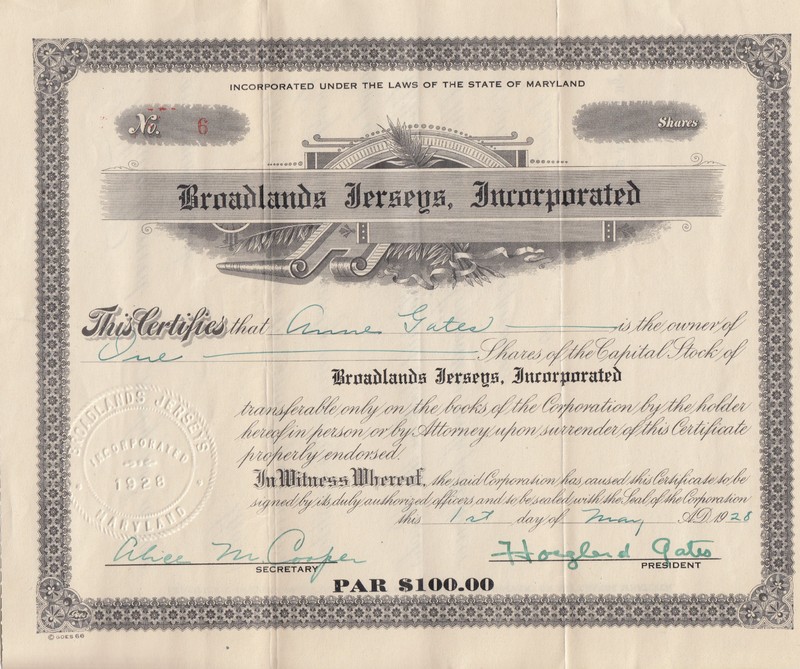 INCORPORATED UNDER THE LAWS OF THE STATE OF MARYLAND
No. 6
Shares
Broadlands Jerseys, Incorporated
This Certifies that Anne Gates is the owner of
One Shares of the Capital Stock of
Broadlands Jerseys, Incorporated
transferable only on the books of the Corporation by the holder
hereof in person or by Attorney upon surrender of this Certificate
properly endorsed.
In Witness Whereof, the said Corporation has caused this Certificate to be
signed by its duly authorized officers and to be sealed with the Seal of the Corporation
this 1st day of May A.D. 1928
BROADLANDS JERSEYS
INCORPORATED
1928
MARYLAND
Alice M. Cooper
SECRETARY
Hoagland Gates
PRESIDENT
PAR $100.00
© GOES 66